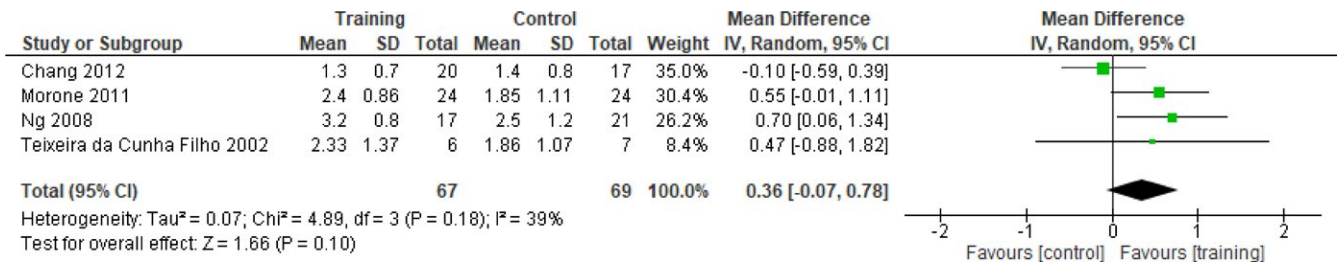 Training Control Mean Difference Mean Difference
Study or Subgroup Mean SD Total Mean SD Total Weight IV, Random, 95% CI IV, Random, 95% CI
Chang 2012 1.3 0.7 20 1.4 0.8 17 35.0% -0.10 [-0.59, 0.39]
Morone 2011 2.4 0.86 24 1.85 1.11 24 30.4% 0.55 [-0.01, 1.11]
Ng 2008 3.2 0.8 17 2.5 1.2 21 26.2% 0.70 [0.06, 1.34]
Teixeira da Cunha Filho 2002 2.33 1.37 6 1.86 1.07 7 8.4% 0.47 [-0.88, 1.82]
Total (95% CI) 67 69 100.0% 0.36 [-0.07, 0.78]
Heterogeneity: Tau² = 0.07; Chi² = 4.89, df = 3 (P = 0.18); I² = 39%
Test for overall effect: Z = 1.66 (P = 0.10)
-2 -1 0 1 2
Favours [control] Favours [training]